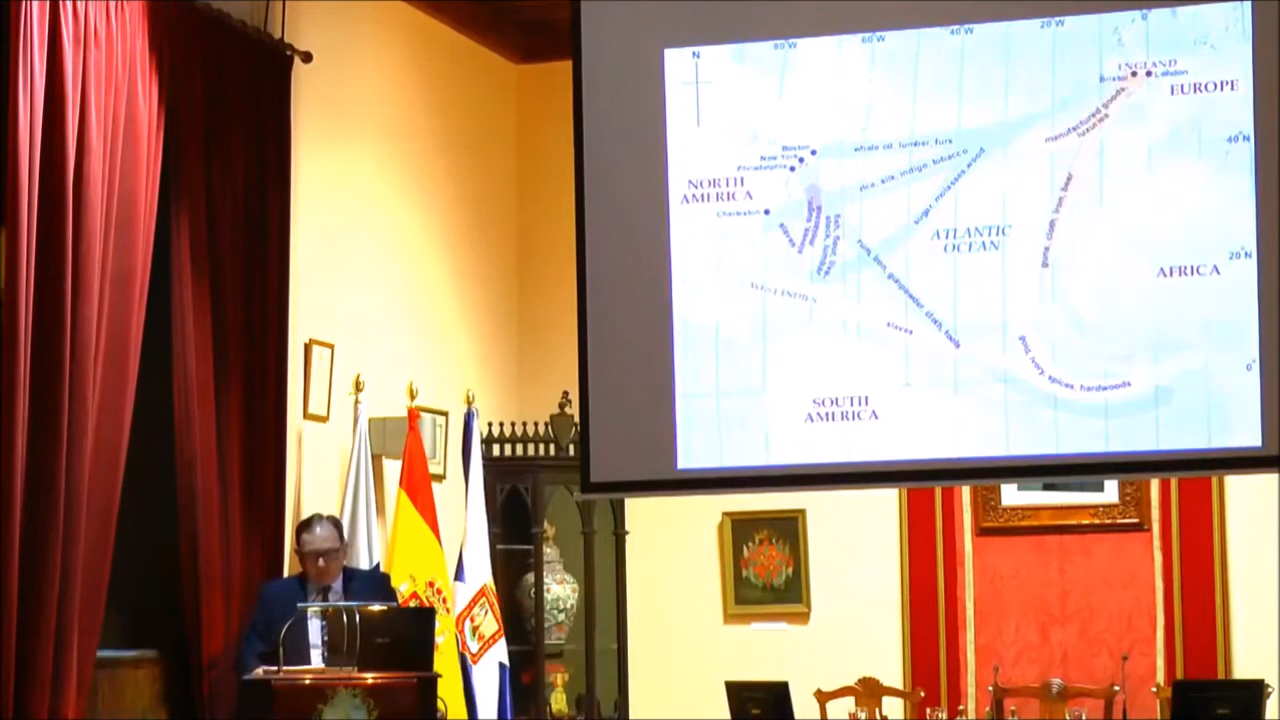 80°W
60°W
40°W
20°W
0°
N
ENGLAND
Bristol
London
EUROPE
manufactured goods
luxuries
Boston
New York
Philadelphia
whale oil, lumber, furs
40°N
rice, silk, indigo, tobacco
sugar, molasses, wood
NORTH
AMERICA
guns, cloth, iron, beer
Charleston
slaves
ATLANTIC
OCEAN
20°N
AFRICA
rum, iron, gunpowder, cloth, tools
WEST INDIES
slaves
gold, ivory, spices, hardwoods
0°
SOUTH
AMERICA